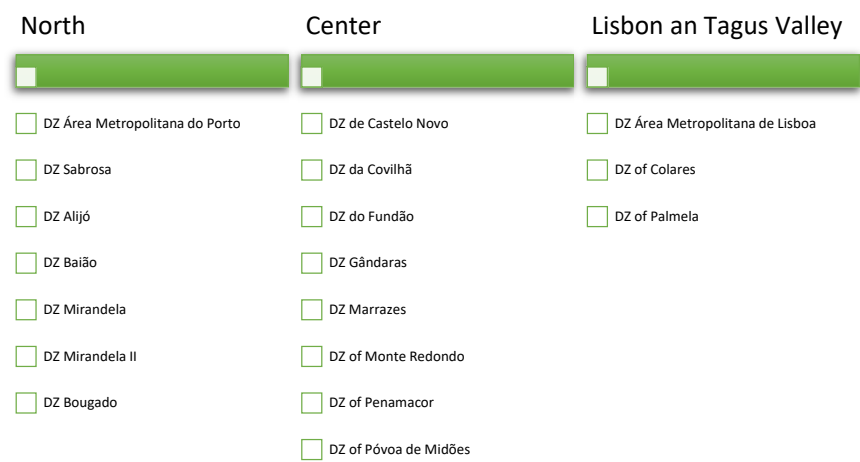 North
DZ Área Metropolitana do Porto
DZ Sabrosa
DZ Alijó
DZ Baião
DZ Mirandela
DZ Mirandela II
DZ Bougado
Center
DZ de Castelo Novo
DZ da Covilhã
DZ do Fundão
DZ Gândaras
DZ Marrazes
DZ of Monte Redondo
DZ of Penamacor
DZ of Póvoa de Midões
Lisbon an Tagus Valley
DZ Área Metropolitana de Lisboa
DZ of Colares
DZ of Palmela